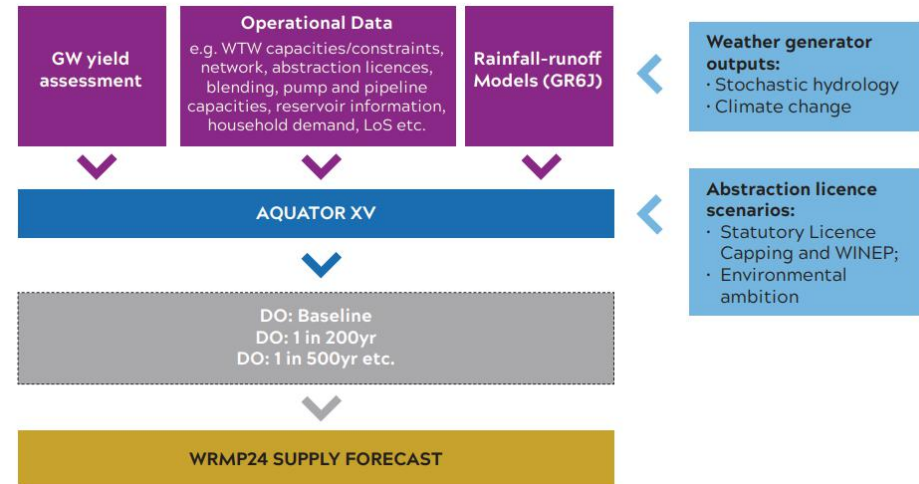 GW yield
assessment
Operational Data
e.g. WTW capacities/constraints,
network, abstraction licences,
blending, pump and pipeline
capacities, reservoir information,
household demand, LoS etc.
Rainfall-runoff
Models (GR6J)
Weather generator
outputs:
· Stochastic hydrology
· Climate change
AQUATOR XV
Abstraction licence
scenarios:
· Statutory Licence
Capping and WINEP;
· Environmental
ambition
DO: Baseline
DO: 1 in 200yr
DO: 1 in 500yr etc.
WRMP24 SUPPLY FORECAST